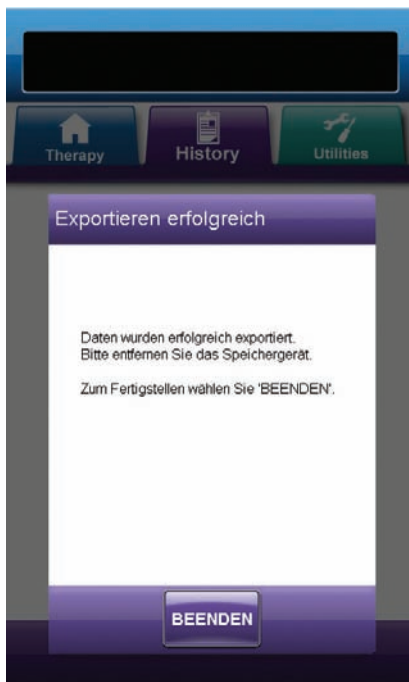 Therapy
History
Utilities
Exportieren erfolgreich
Daten wurden erfolgreich exportiert.
Bitte entfernen Sie das Speichergerät.
Zum Fertigstellen wählen Sie 'BEENDEN'.
BEENDEN